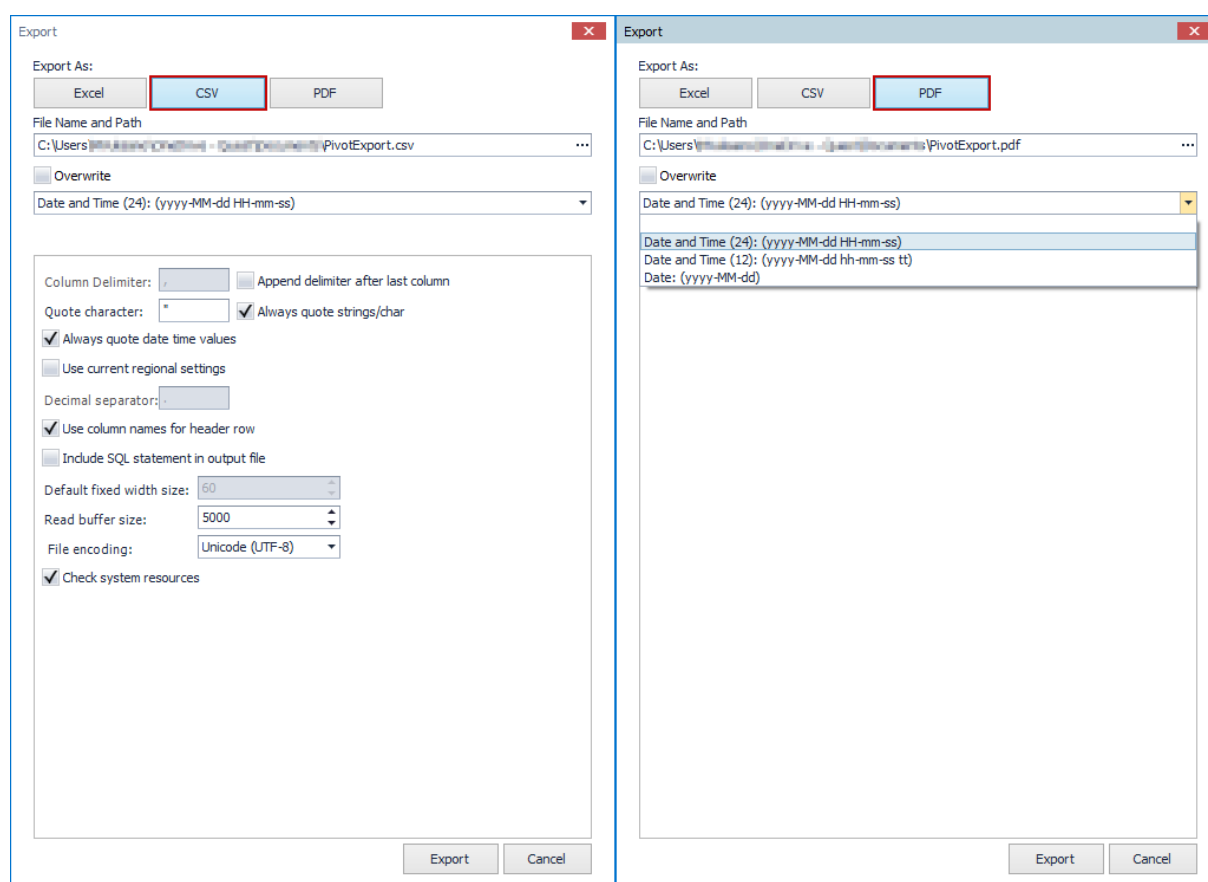 Export
Export As:
Excel CSV PDF
File Name and Path
C:\Users\ \PivotExport.csv ...
Overwrite
Date and Time (24): (yyyy-MM-dd HH-mm-ss)
Column Delimiter: , Append delimiter after last column
Quote character: " Always quote strings/char
Always quote date time values
Use current regional settings
Decimal separator: .
Use column names for header row
Include SQL statement in output file
Default fixed width size: 60
Read buffer size: 5000
File encoding: Unicode (UTF-8)
Check system resources
Export Cancel
Export
Export As:
Excel CSV PDF
File Name and Path
C:\Users\ \PivotExport.pdf ...
Overwrite
Date and Time (24): (yyyy-MM-dd HH-mm-ss)
Date and Time (24): (yyyy-MM-dd HH-mm-ss)
Date and Time (12): (yyyy-MM-dd hh-mm-ss tt)
Date: (yyyy-MM-dd)
Export Cancel